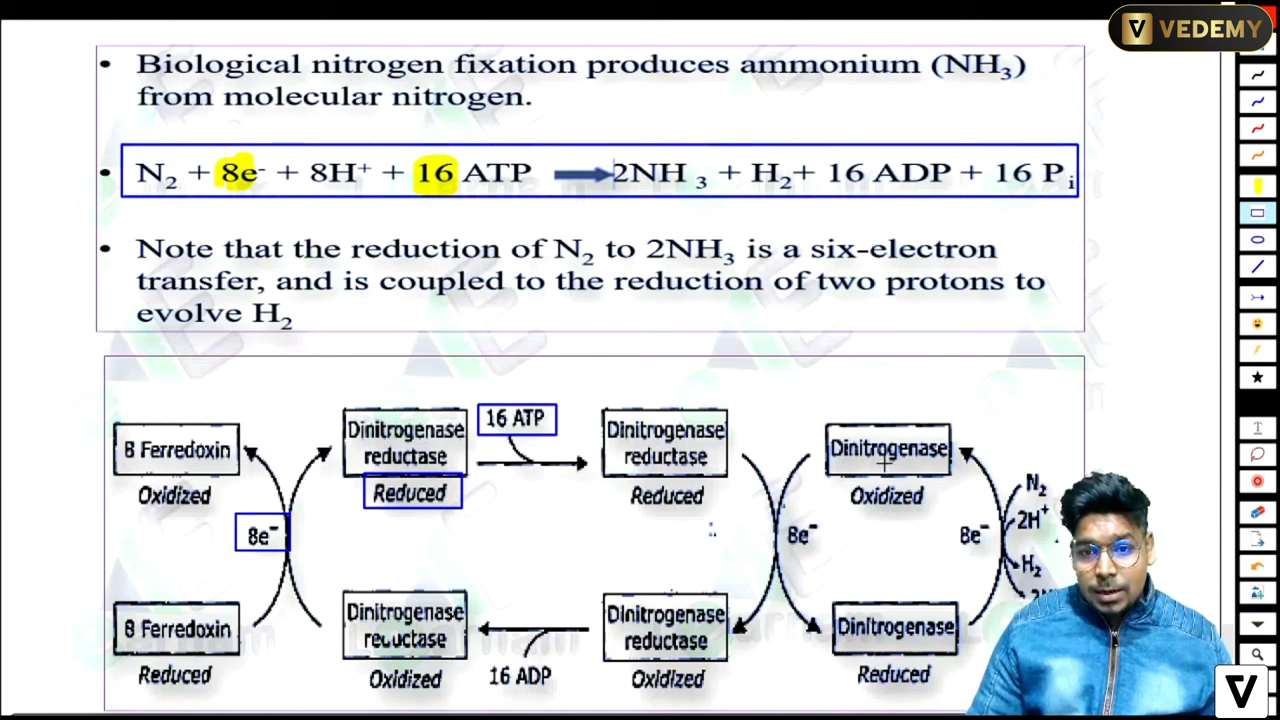 VEDEMY
• Biological nitrogen fixation produces ammonium (NH₃)
from molecular nitrogen.
• N₂ + 8e⁻ + 8H⁺ + 16 ATP ➡ 2NH ₃ + H₂+ 16 ADP + 16 Pᵢ
• Note that the reduction of N₂ to 2NH₃ is a six-electron
transfer, and is coupled to the reduction of two protons to
evolve H₂
8 Ferredoxin
Oxidized
8e⁻
8 Ferredoxin
Reduced
Dinitrogenase
reductase
Reduced
16 ATP
Dinitrogenase
reductase
Reduced
Dinitrogenase
reductase
Oxidized
16 ADP
Dinitrogenase
reductase
Oxidized
8e⁻
Dinitrogenase
Oxidized
8e⁻
N₂
2H⁺
H₂
Dinitrogenase
Reduced